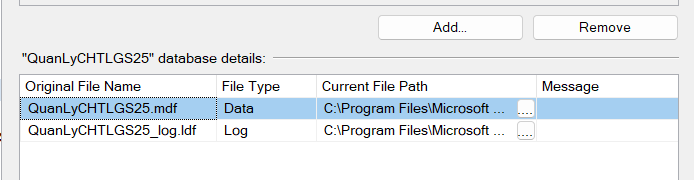 Add... Remove
"QuanLyCHTLGS25" database details:
Original File Name File Type Current File Path Message
QuanLyCHTLGS25.mdf Data C:\Program Files\Microsoft ... ....
QuanLyCHTLGS25_log.ldf Log C:\Program Files\Microsoft ... ....